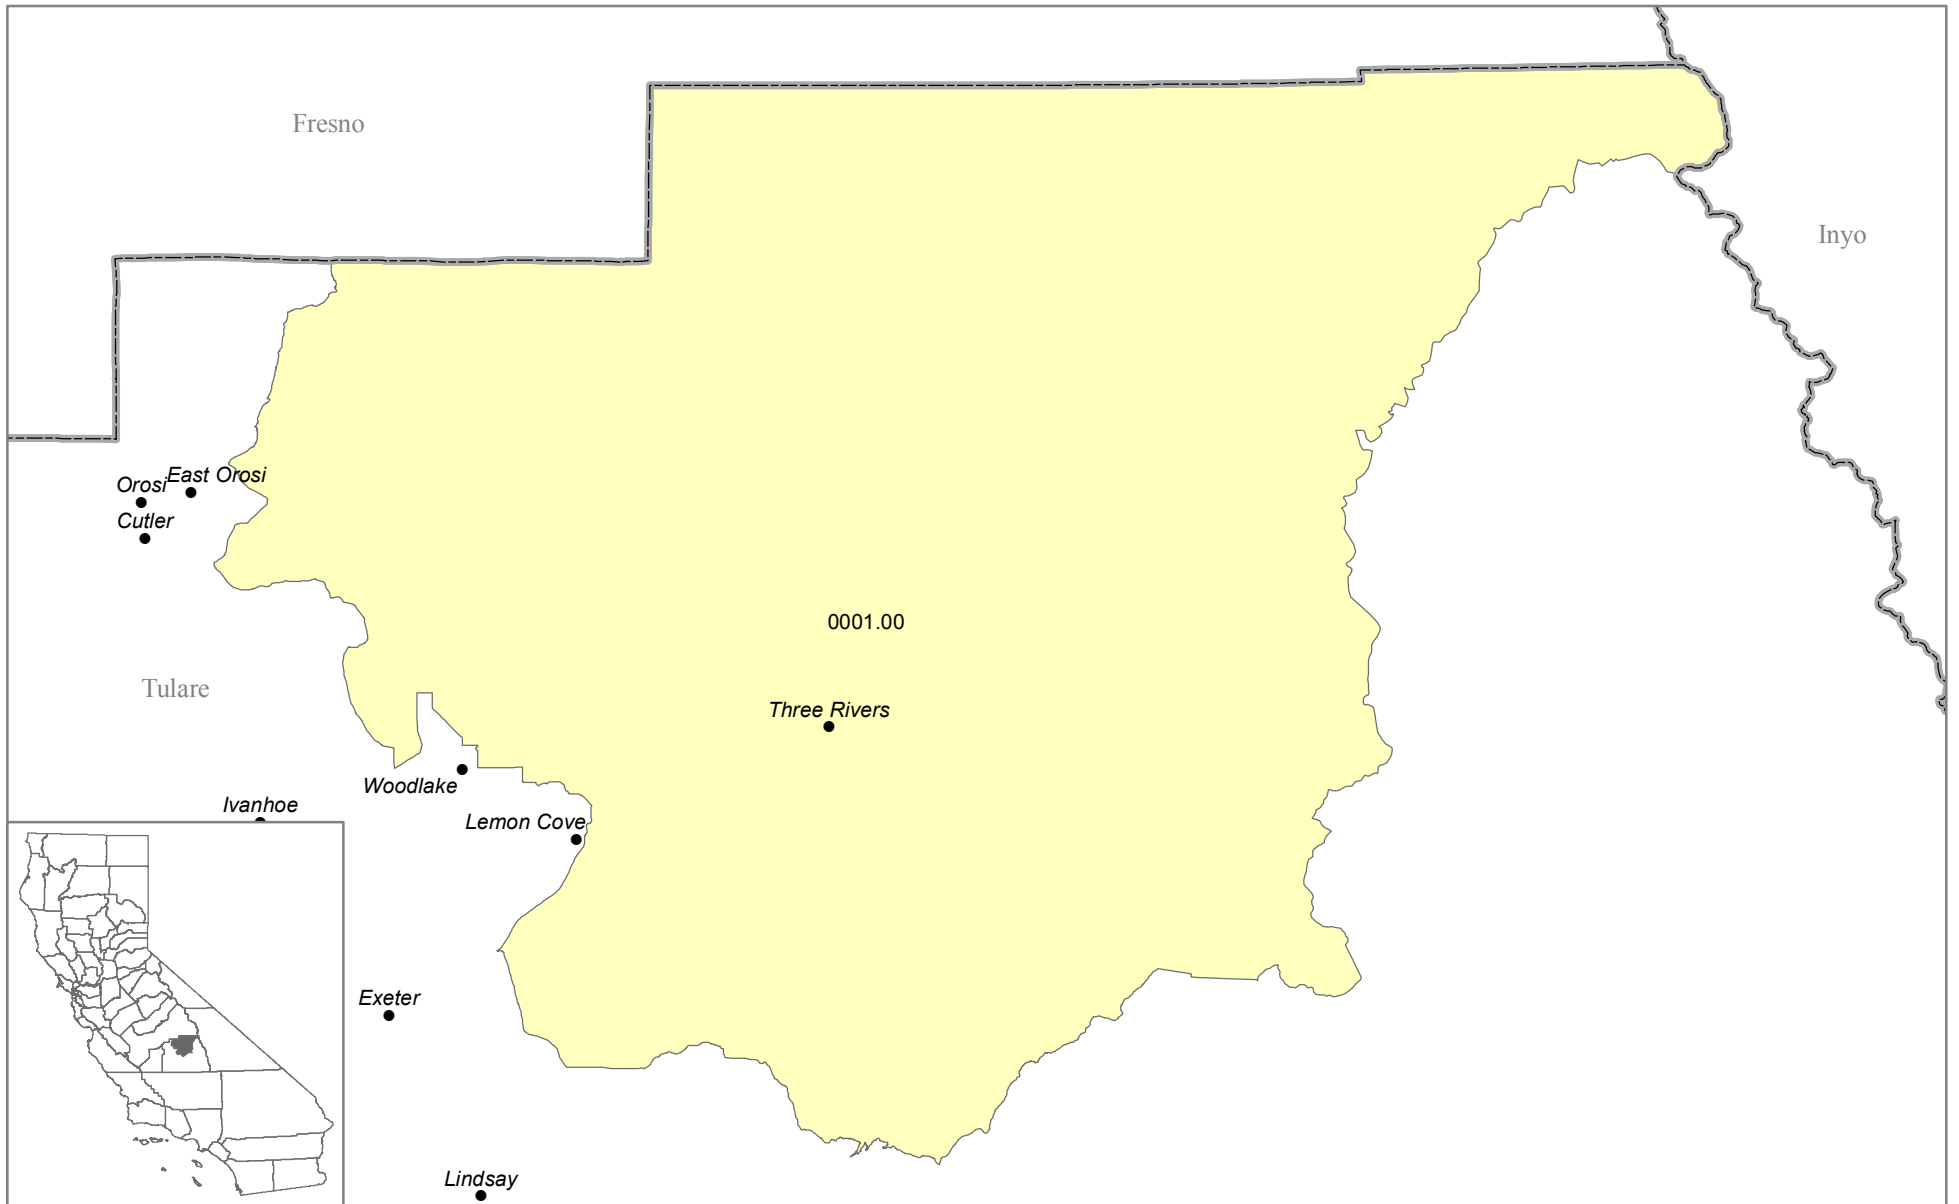 Fresno
Inyo
East Orosi
Orosi
Cutler
0001.00
Tulare
Three Rivers
Woodlake
Ivanhoe
Lemon Cove
Exeter
Lindsay